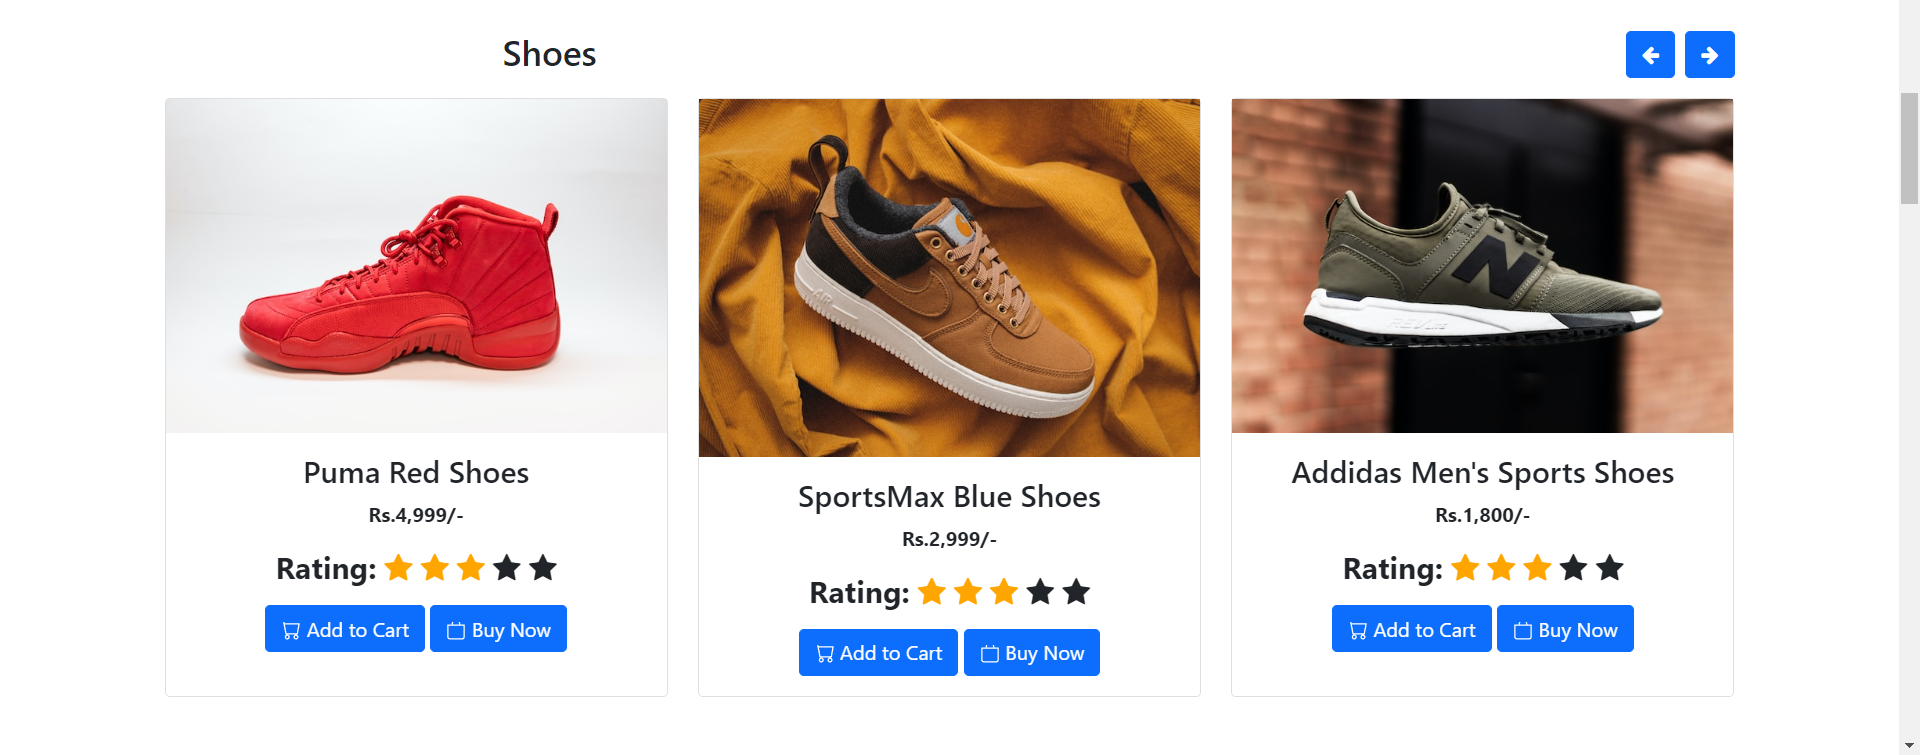 Shoes
Puma Red Shoes
Rs.4,999/-
Rating:
Add to Cart
Buy Now
AIR
SportsMax Blue Shoes
Rs.2,999/-
Rating:
Add to Cart
Buy Now
N
Addidas Men's Sports Shoes
Rs.1,800/-
Rating:
Add to Cart
Buy Now